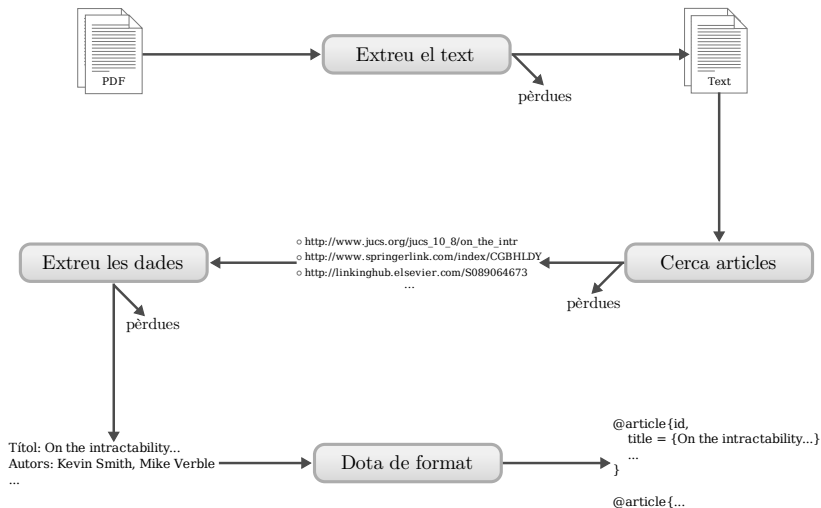 PDF
Extreu el text
pèrdues
Text
Extreu les dades
pèrdues
○ http://www.jucs.org/jucs_10_8/on_the_intr
○ http://www.springerlink.com/index/CGBHLDY
○ http://linkinghub.elsevier.com/S089064673
...
Cerca articles
pèrdues
Títol: On the intractability...
Autors: Kevin Smith, Mike Verble
...
Dota de format
@article{id,
title = {On the intractability...}
...
}
@article{...